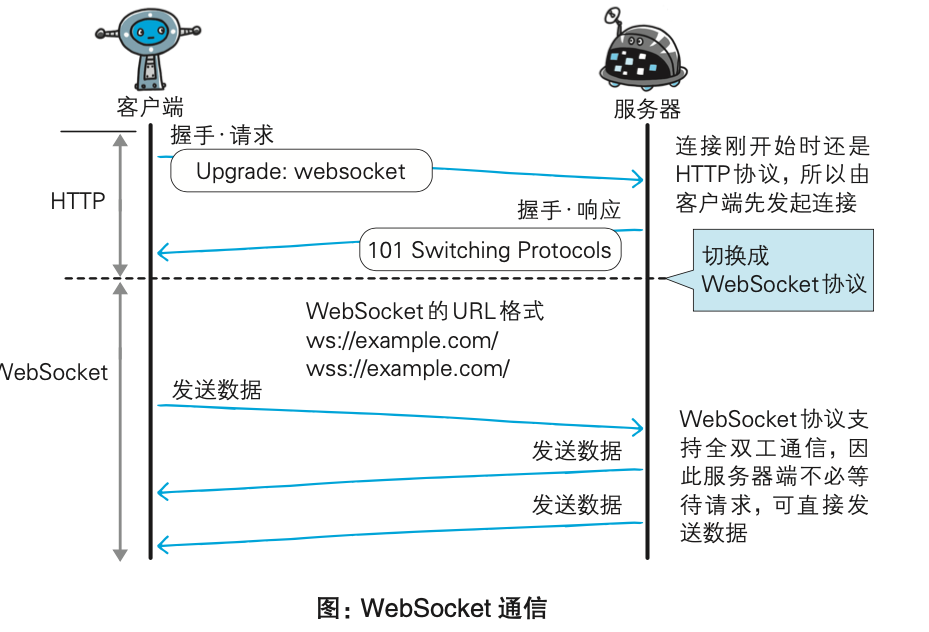 客户端
服务器
握手·请求
Upgrade: websocket
连接刚开始时还是
HTTP协议，所以由
客户端先发起连接
HTTP
握手·响应
101 Switching Protocols
切换成
WebSocket协议
WebSocket的URL格式
ws://example.com/
wss://example.com/
WebSocket
发送数据
发送数据
发送数据
WebSocket协议支
持全双工通信，因
此服务器端不必等
待请求，可直接发
送数据
图：WebSocket 通信